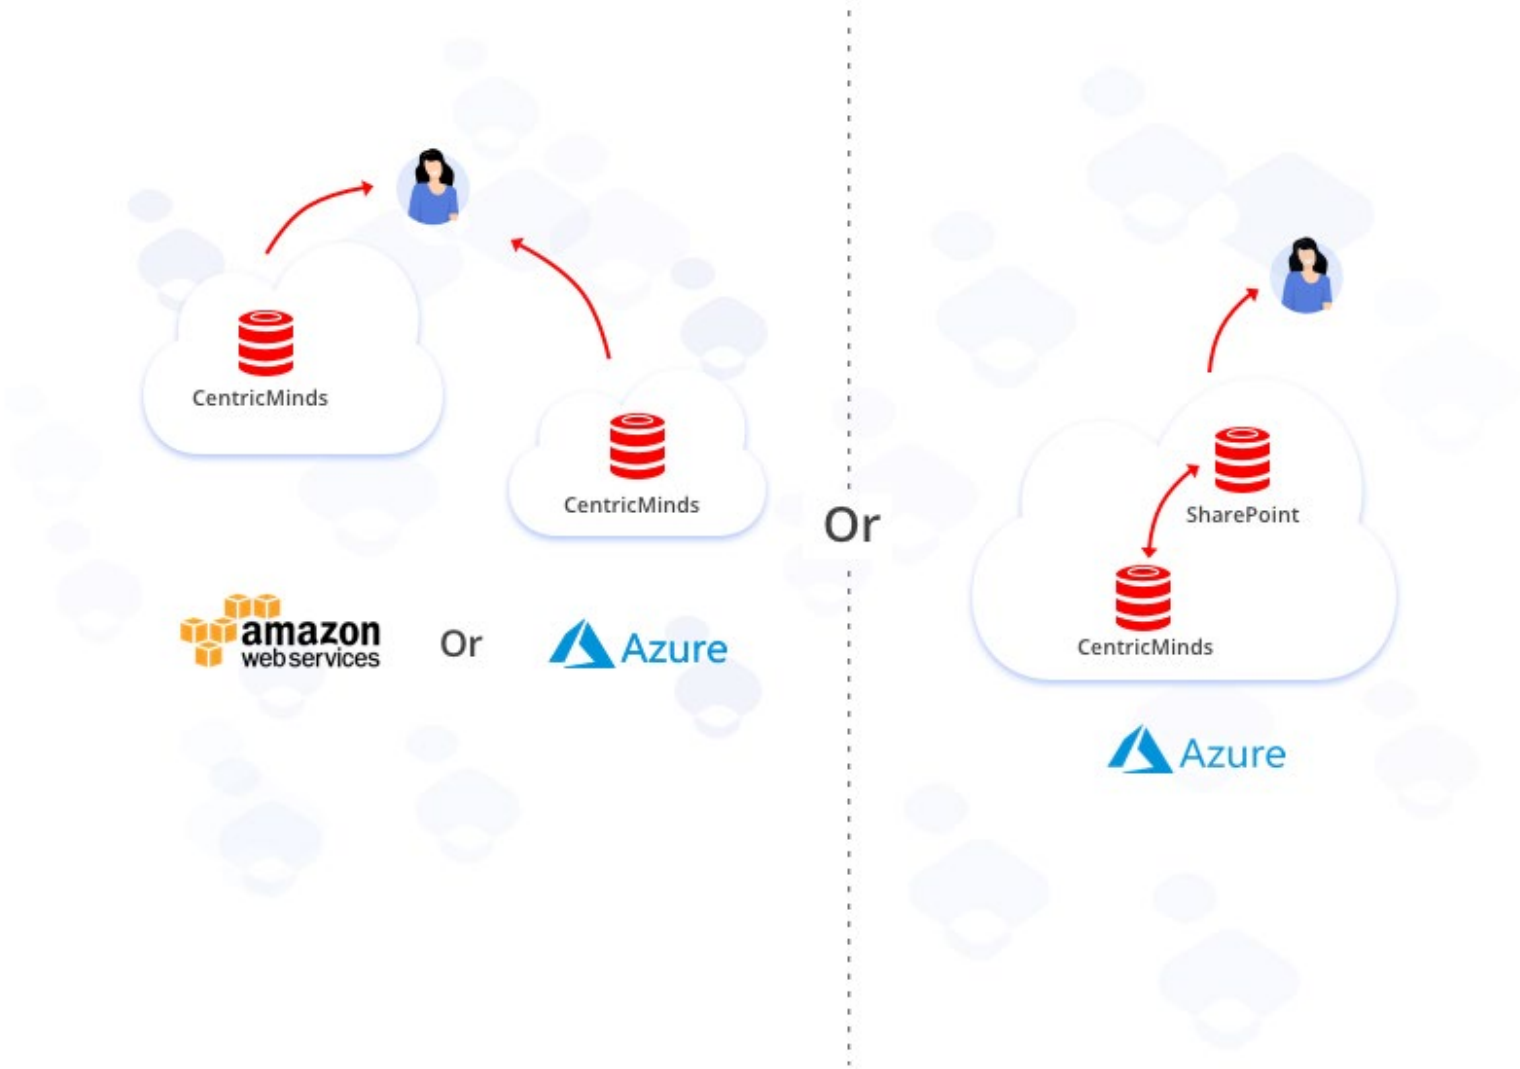 CentricMinds
CentricMinds
amazon
webservices
Or
Azure
Or
SharePoint
CentricMinds
Azure